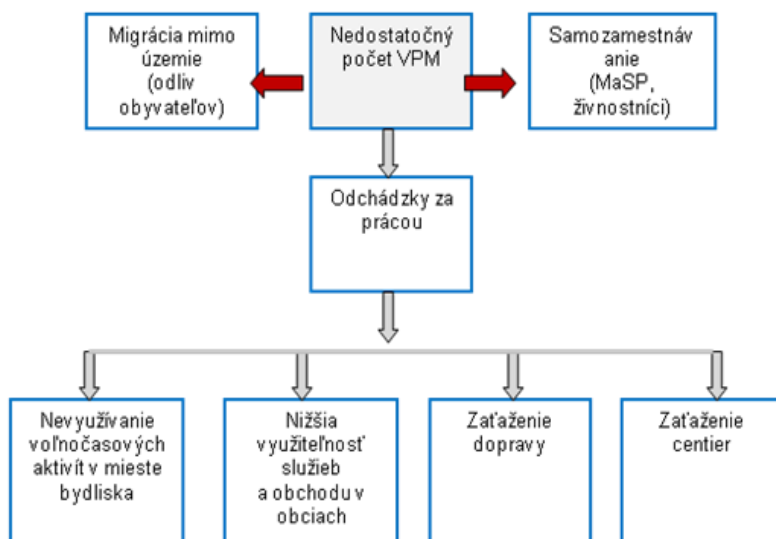 Migrácia mimo
územie
(odliv
obyvateľov)
Nedostatočný
počet VPM
Samozamestnáv
anie
(MaSP,
živnostníci)
Odchádzky za
prácou
Nevyužívanie
voľnočasových
aktivít v mieste
bydliska
Nižšia
využiteľnosť
služieb
a obchodu v
obciach
Zaťaženie
dopravy
Zaťaženie
centier